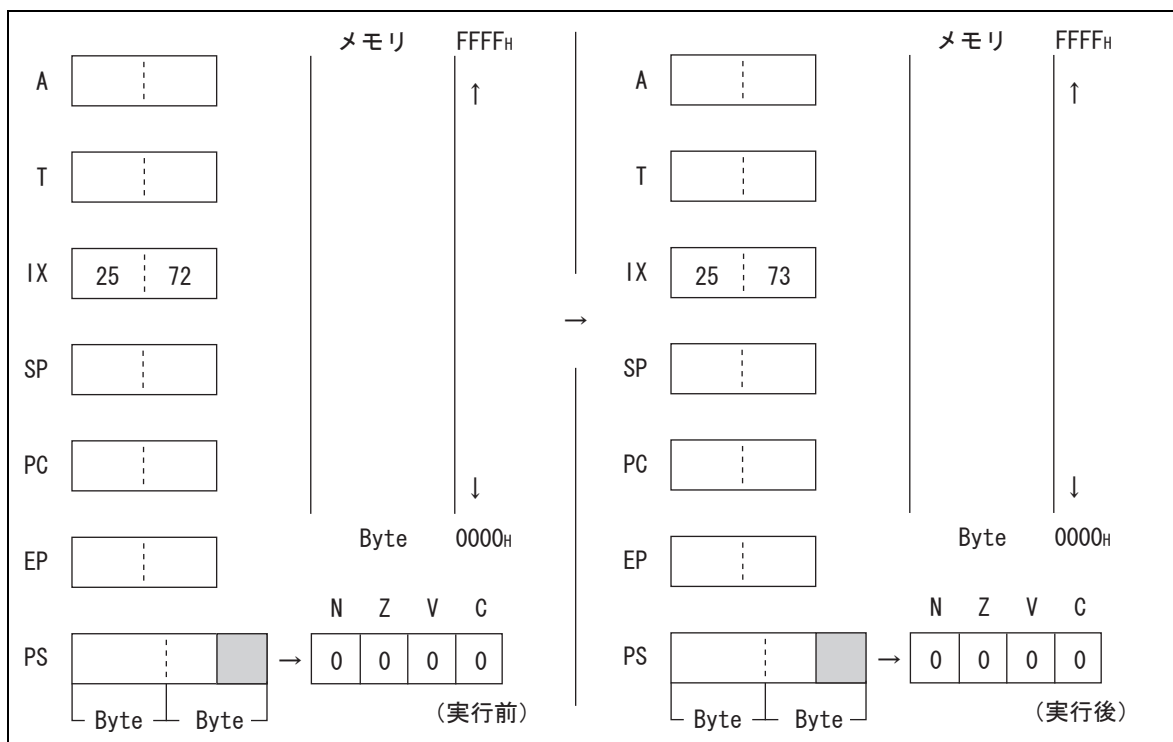 メモリ FFFFH
A
↑
T
IX 25 72
SP
PC
↓
Byte 0000H
EP
N Z V C
PS → 0 0 0 0
Byte Byte (実行前)
→
メモリ FFFFH
A
↑
T
IX 25 73
SP
PC
↓
Byte 0000H
EP
N Z V C
PS → 0 0 0 0
Byte Byte (実行後)